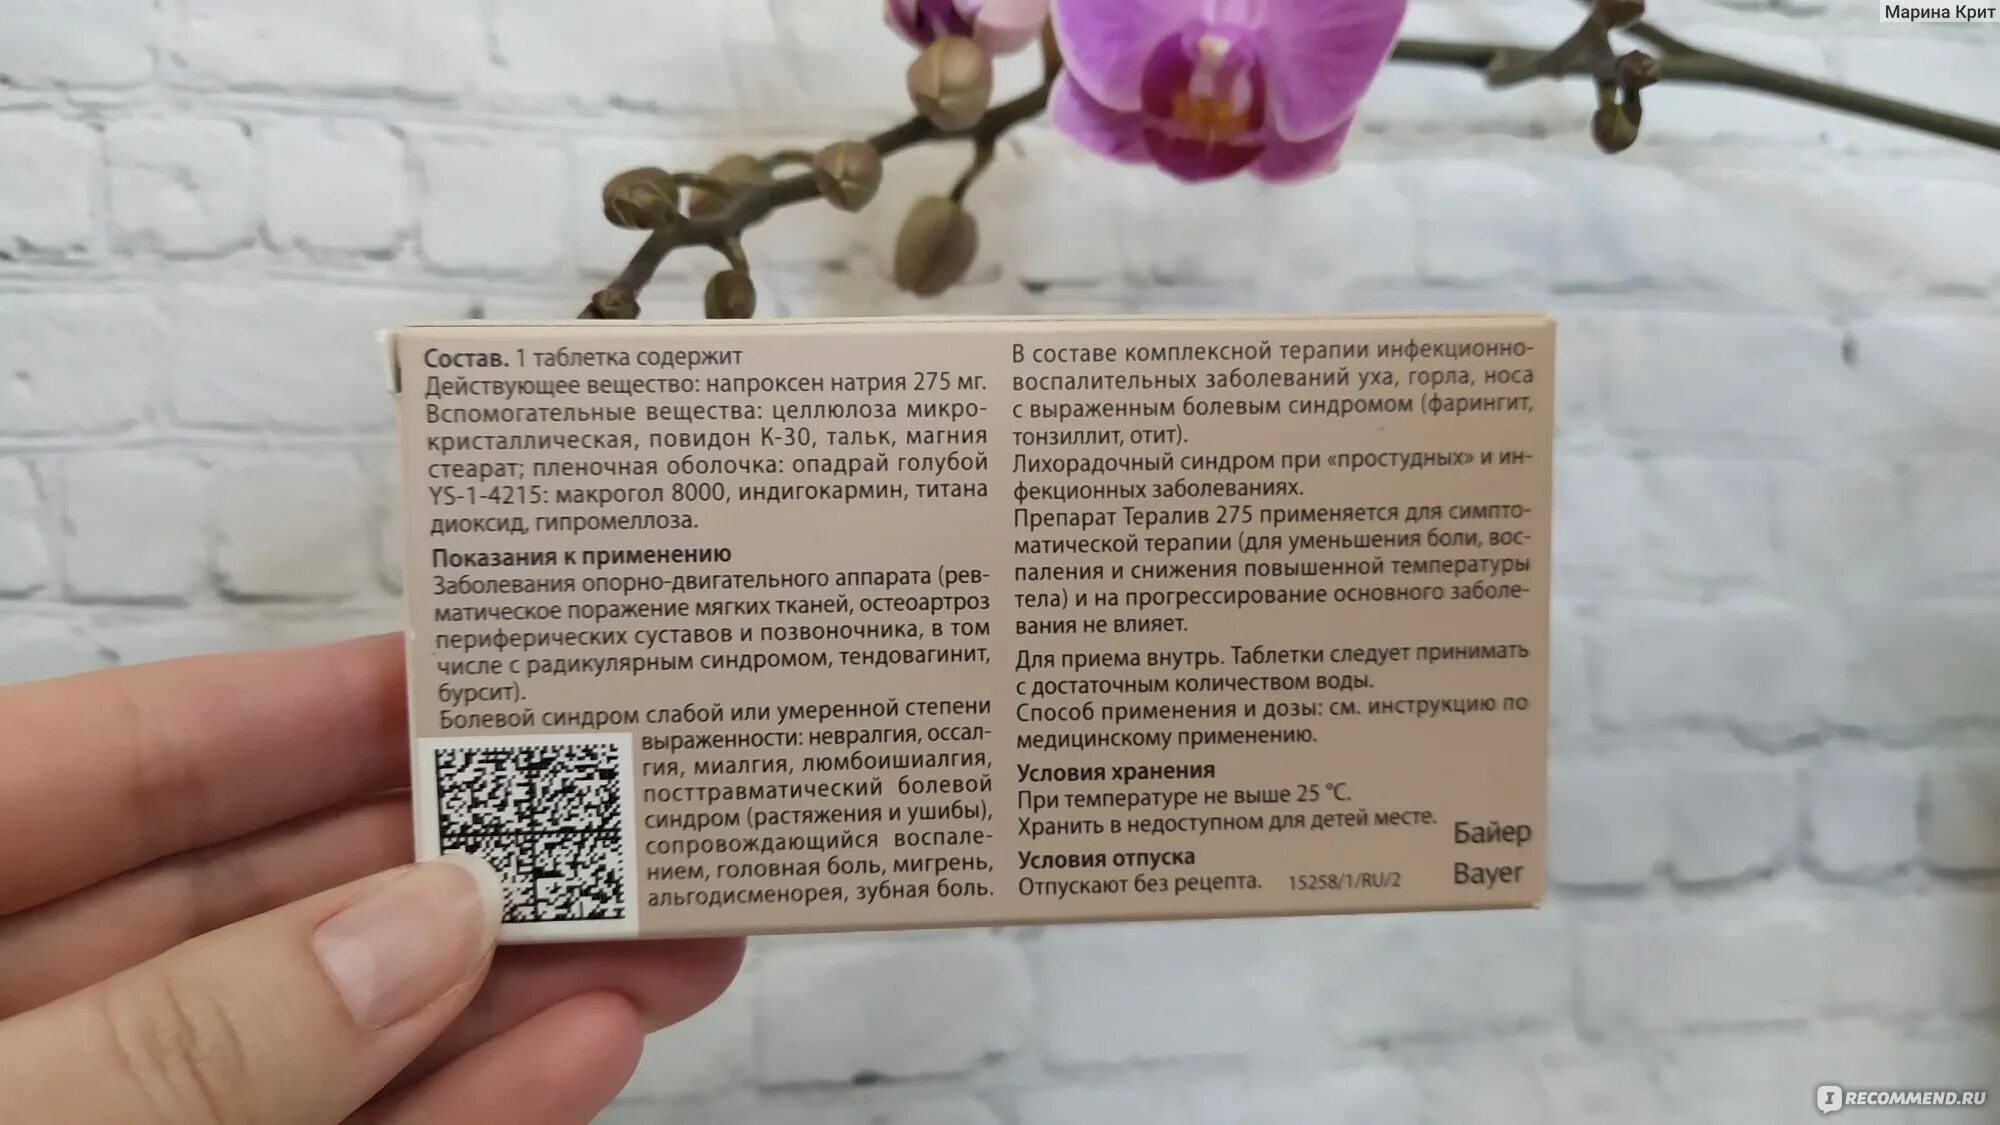 Марина Крит
Состав. 1 таблетка содержит
Действующее вещество: напроксен натрия 275 мг.
Вспомогательные вещества: целлюлоза микро-
кристаллическая, повидон К-30, тальк, магния
стеарат; пленочная оболочка: опадрай голубой
YS-1-4215: макрогол 8000, индигокармин, титана
диоксид, гипромеллоза.
Показания к применению
Заболевания опорно-двигательного аппарата (рев-
матическое поражение мягких тканей, остеоартроз
периферических суставов и позвоночника, в том
числе с радикулярным синдромом, тендовагинит,
бурсит).
Болевой синдром слабой или умеренной степени
выраженности: невралгия, оссал-
гия, миалгия, люмбоишиалгия,
посттравматический болевой
синдром (растяжения и ушибы),
сопровождающийся воспале-
нием, головная боль, мигрень,
альгодисменорея, зубная боль.
В составе комплексной терапии инфекционно-
воспалительных заболеваний уха, горла, носа
с выраженным болевым синдромом (фарингит,
тонзиллит, отит).
Лихорадочный синдром при «простудных» и ин-
фекционных заболеваниях.
Препарат Тералив 275 применяется для симпто-
матической терапии (для уменьшения боли, вос-
паления и снижения повышенной температуры
тела) и на прогрессирование основного заболе-
вания не влияет.
Для приема внутрь. Таблетки следует принимать
с достаточным количеством воды.
Способ применения и дозы: см. инструкцию по
медицинскому применению.
Условия хранения
При температуре не выше 25 °С.
Хранить в недоступном для детей месте.
Условия отпуска
Отпускают без рецепта. 15258/1/RU/2
Байер
Bayer
I RECOMMEND.RU